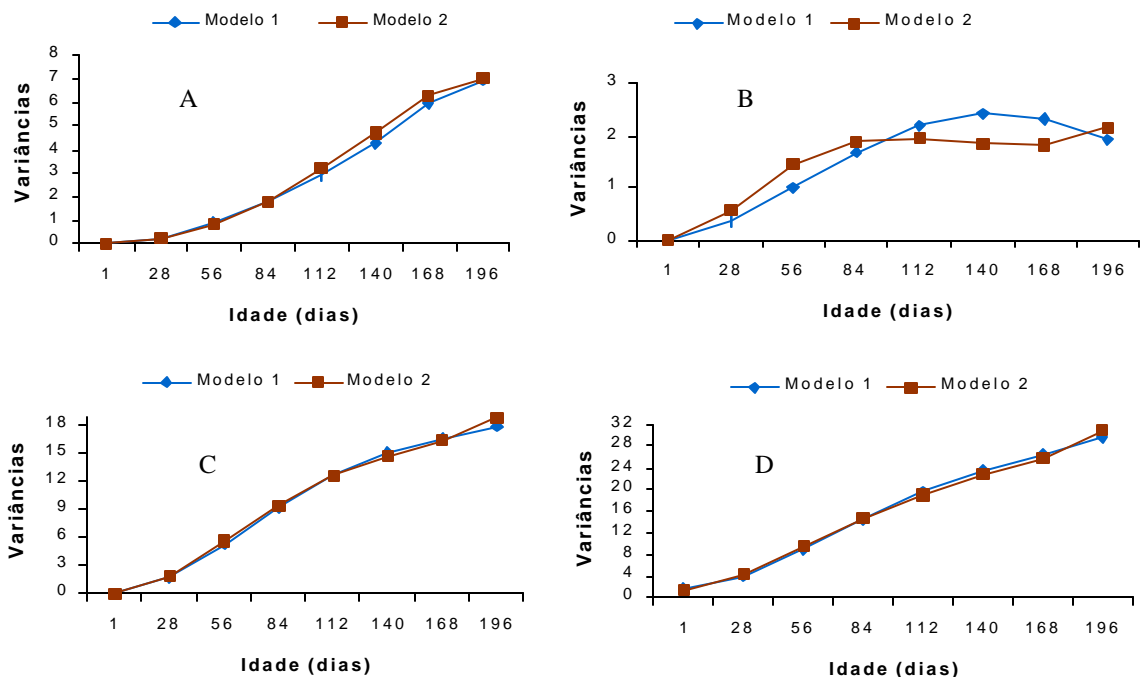 Modelo 1 Modelo 2
8
7
6
5
4
3
2
1
0
Variâncias
A
1 28 56 84 112 140 168 196
Idade (dias)
Modelo 1 Modelo 2
3
2
1
0
Variâncias
B
1 28 56 84 112 140 168 196
Idade (dias)
Modelo 1 Modelo 2
18
15
12
9
6
3
0
Variâncias
C
1 28 56 84 112 140 168 196
Idade (dias)
Modelo 1 Modelo 2
32
28
24
20
16
12
8
4
0
Variâncias
D
1 28 56 84 112 140 168 196
Idade (dias)